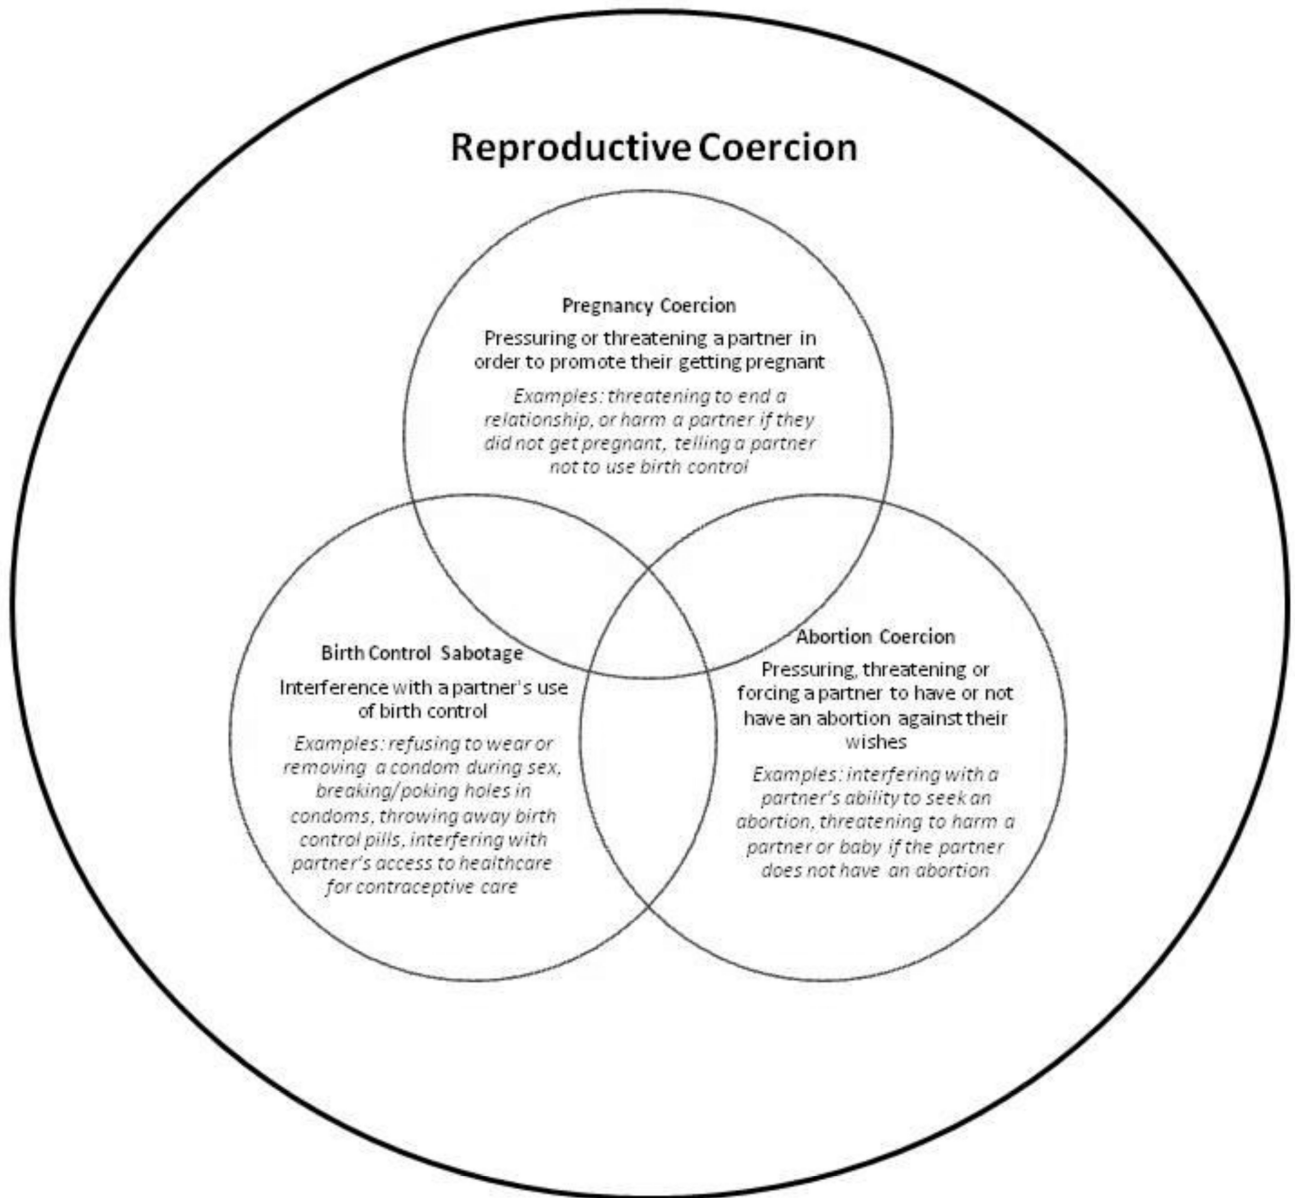 Reproductive Coercion
Pregnancy Coercion
Pressuring or threatening a partner in
order to promote their getting pregnant
Examples: threatening to end a
relationship, or harm a partner if they
did not get pregnant, telling a partner
not to use birth control
Birth Control Sabotage
Interference with a partner's use
of birth control
Examples: refusing to wear or
removing a condom during sex,
breaking/poking holes in
condoms, throwing away birth
control pills, interfering with
partner's access to healthcare
for contraceptive care
Abortion Coercion
Pressuring, threatening or
forcing a partner to have or not
have an abortion against their
wishes
Examples: interfering with a
partner's ability to seek an
abortion, threatening to harm a
partner or baby if the partner
does not have an abortion